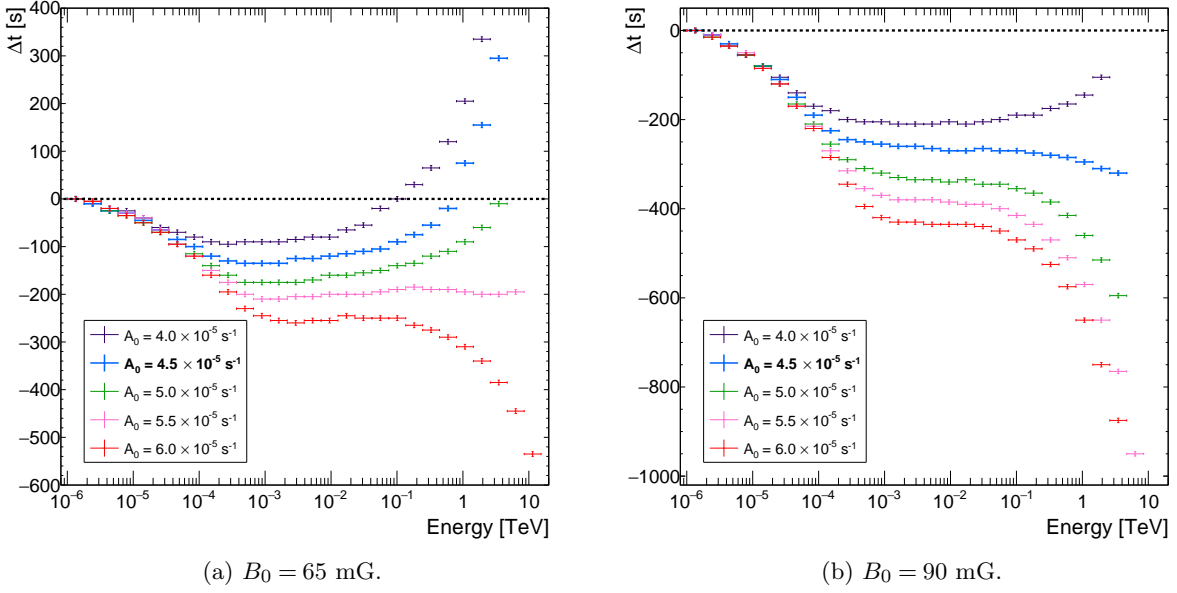 Δt [s]
400
300
200
100
0
−100
−200
−300
−400
−500
−600
A₀ = 4.0 × 10⁻⁵ s⁻¹
A₀ = 4.5 × 10⁻⁵ s⁻¹
A₀ = 5.0 × 10⁻⁵ s⁻¹
A₀ = 5.5 × 10⁻⁵ s⁻¹
A₀ = 6.0 × 10⁻⁵ s⁻¹
10⁻⁶ 10⁻⁵ 10⁻⁴ 10⁻³ 10⁻² 10⁻¹ 1 10
Energy [TeV]
(a) B₀ = 65 mG.
Δt [s]
0
−200
−400
−600
−800
−1000
A₀ = 4.0 × 10⁻⁵ s⁻¹
A₀ = 4.5 × 10⁻⁵ s⁻¹
A₀ = 5.0 × 10⁻⁵ s⁻¹
A₀ = 5.5 × 10⁻⁵ s⁻¹
A₀ = 6.0 × 10⁻⁵ s⁻¹
10⁻⁶ 10⁻⁵ 10⁻⁴ 10⁻³ 10⁻² 10⁻¹ 1 10
Energy [TeV]
(b) B₀ = 90 mG.